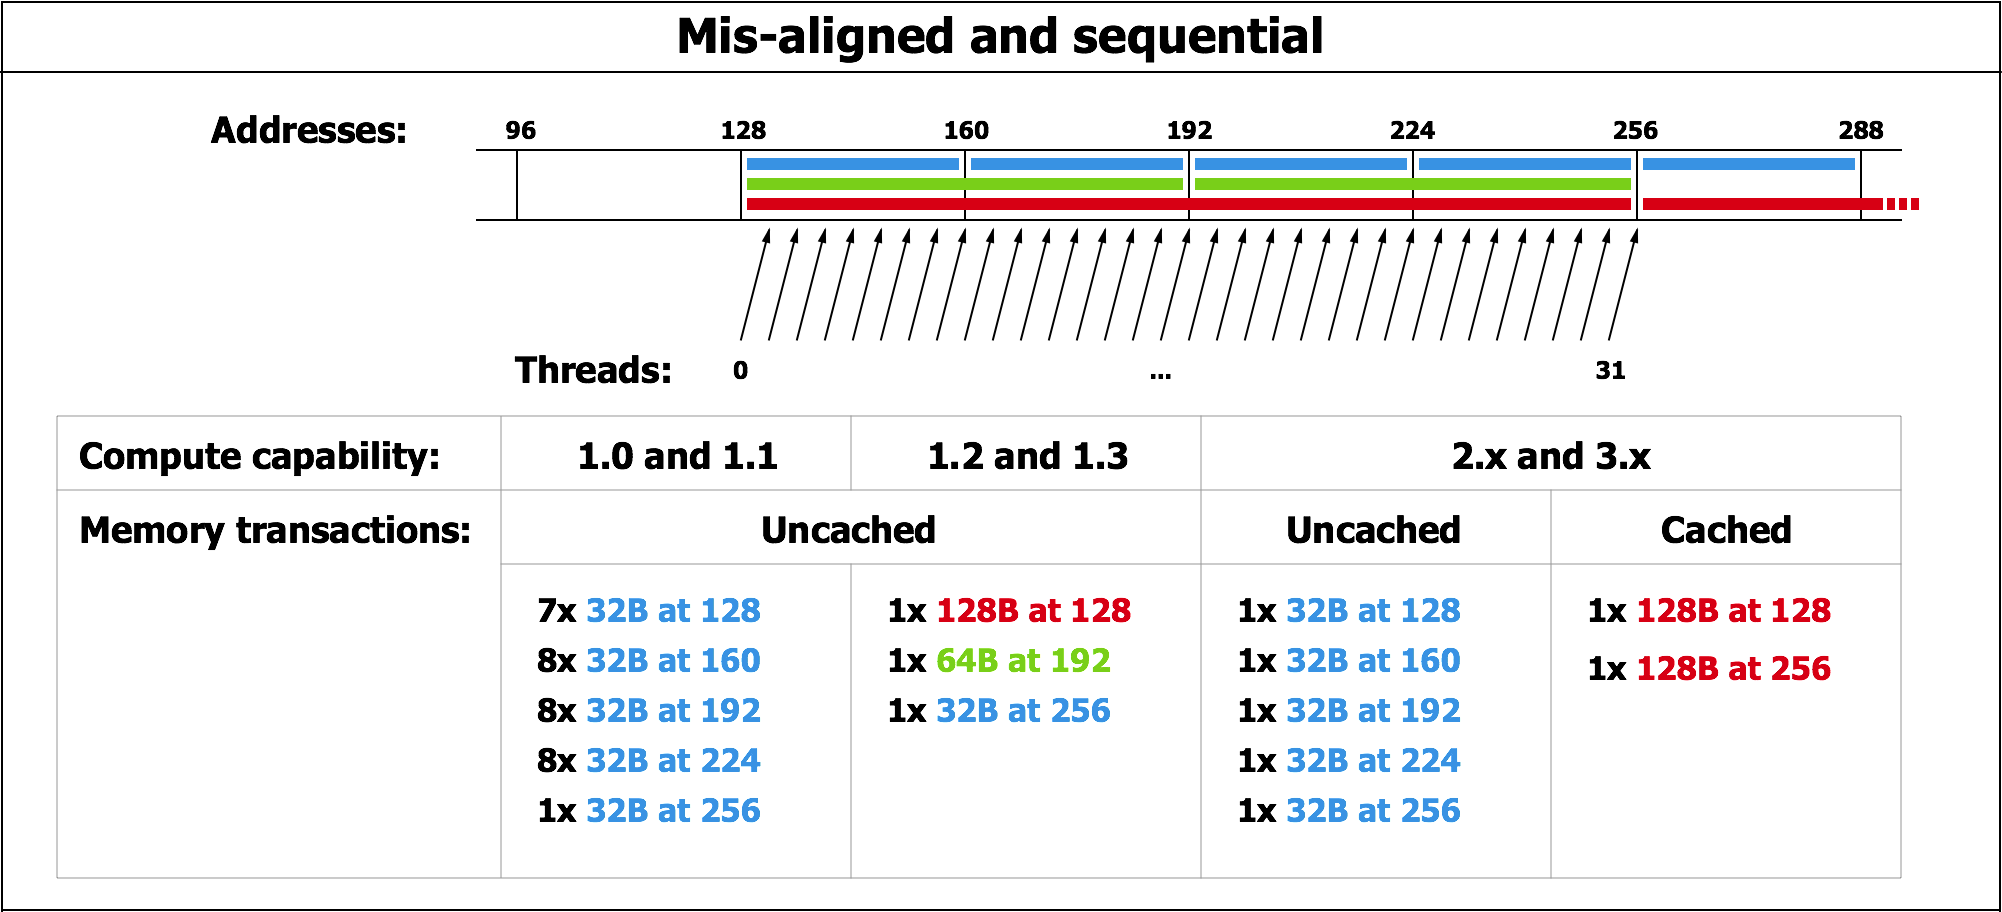 Mis-aligned and sequential
Addresses: 96 128 160 192 224 256 288
Threads: 0 ... 31
Compute capability: 1.0 and 1.1 1.2 and 1.3 2.x and 3.x
Memory transactions: Uncached Uncached Cached
7x 32B at 128 1x 128B at 128 1x 32B at 128 1x 128B at 128
8x 32B at 160 1x 64B at 192 1x 32B at 160 1x 128B at 256
8x 32B at 192 1x 32B at 256 1x 32B at 192
8x 32B at 224 1x 32B at 224
1x 32B at 256 1x 32B at 256